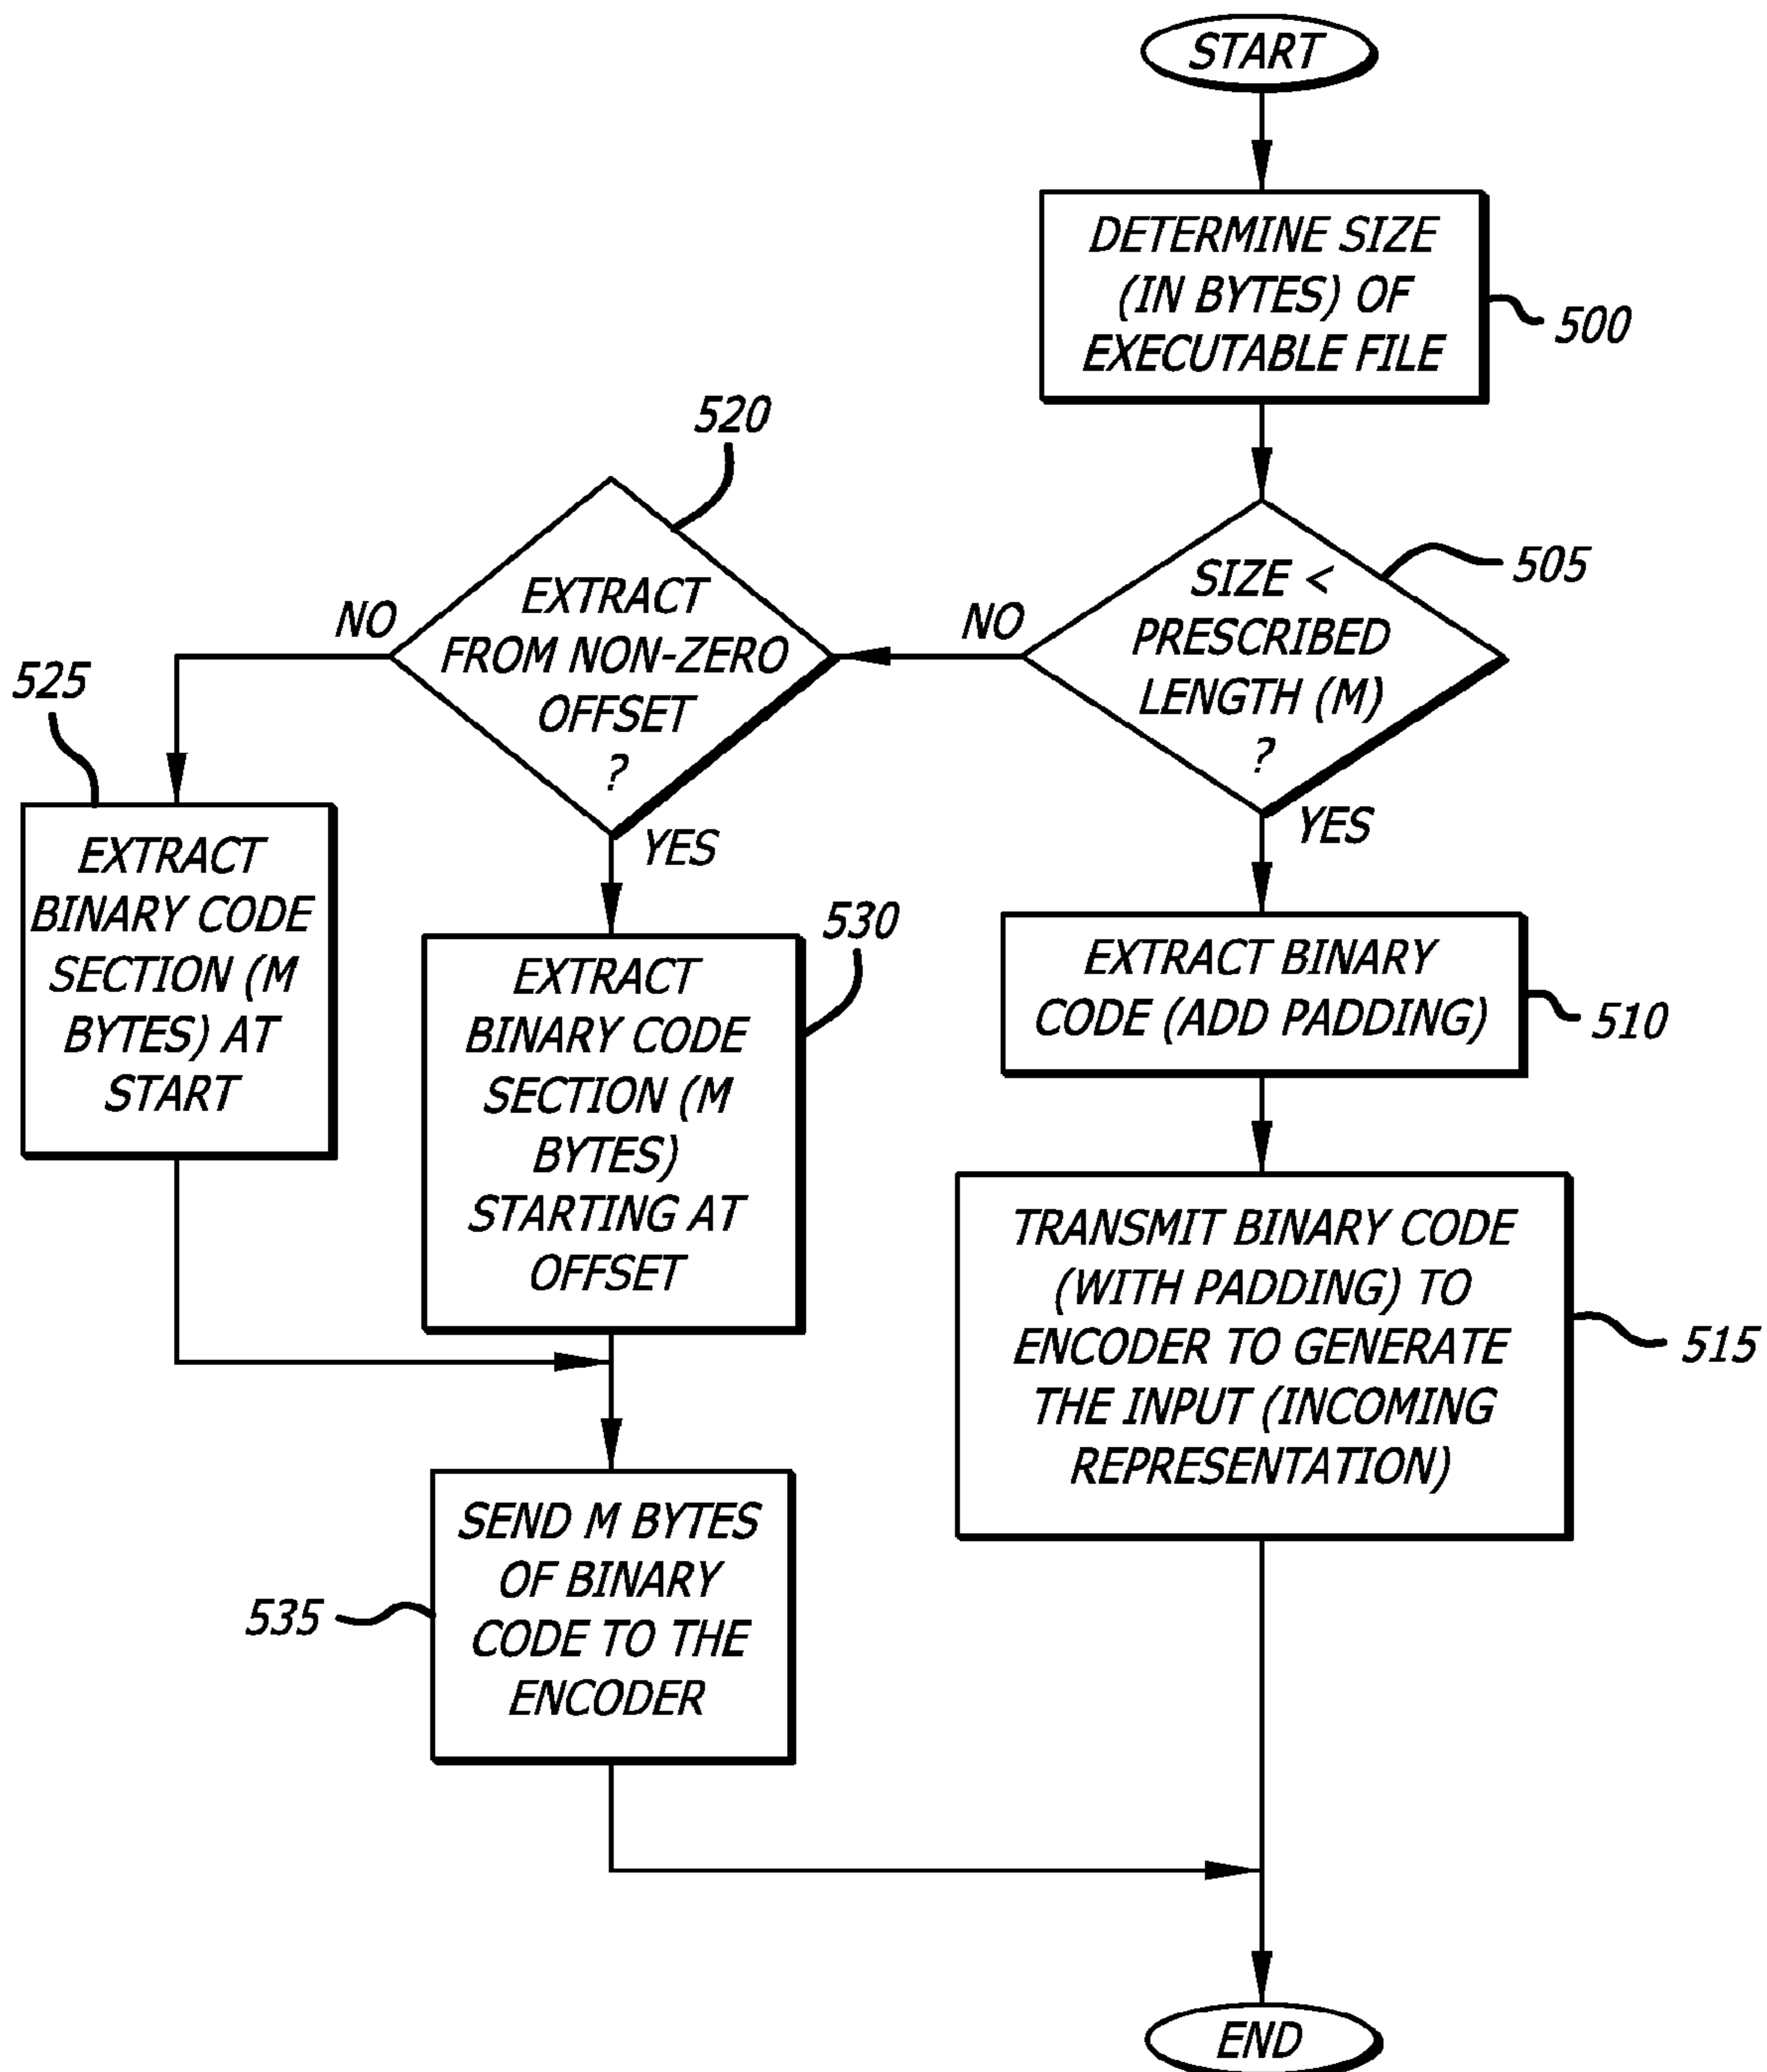 START
DETERMINE SIZE
(IN BYTES) OF
EXECUTABLE FILE
500
SIZE <
PRESCRIBED
LENGTH (M)
?
505
NO
YES
520
EXTRACT
FROM NON-ZERO
OFFSET
?
NO
YES
525
EXTRACT
BINARY CODE
SECTION (M
BYTES) AT
START
530
EXTRACT
BINARY CODE
SECTION (M
BYTES)
STARTING AT
OFFSET
EXTRACT BINARY
CODE (ADD PADDING)
510
TRANSMIT BINARY CODE
(WITH PADDING) TO
ENCODER TO GENERATE
THE INPUT (INCOMING
REPRESENTATION)
515
SEND M BYTES
OF BINARY
CODE TO THE
ENCODER
535
END